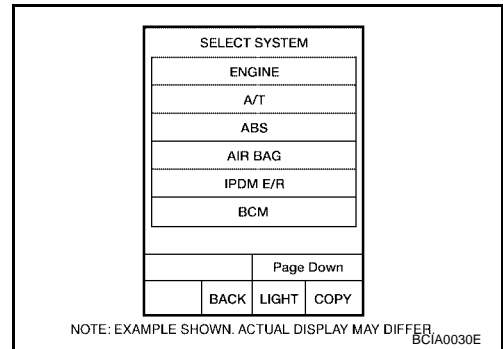 SELECT SYSTEM
ENGINE
A/T
ABS
AIR BAG
IPDM E/R
BCM
Page Down
BACK LIGHT COPY
NOTE: EXAMPLE SHOWN. ACTUAL DISPLAY MAY DIFFER.
BCIA0030E